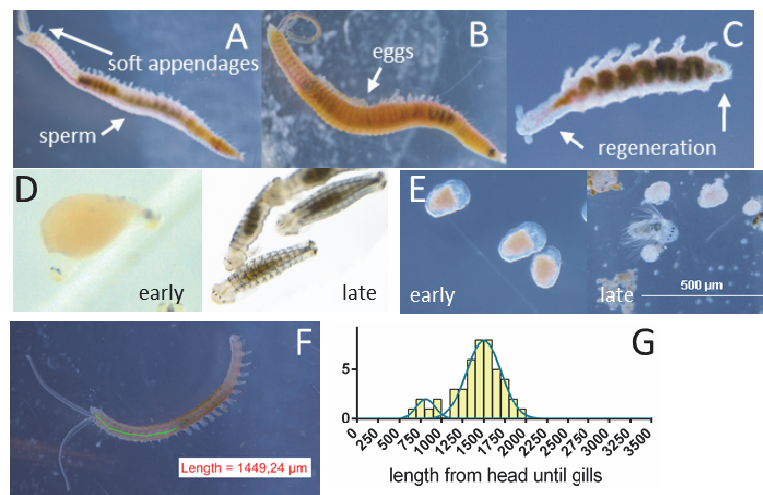 A
B
C
soft appendages
eggs
sperm
regeneration
D
E
early
late
early
late
500 µm
F
G
Length = 1449,24 µm
5
0
0
250
500
750
1000
1250
1500
1750
2000
2250
2500
2750
3000
3250
3500
length from head until gills